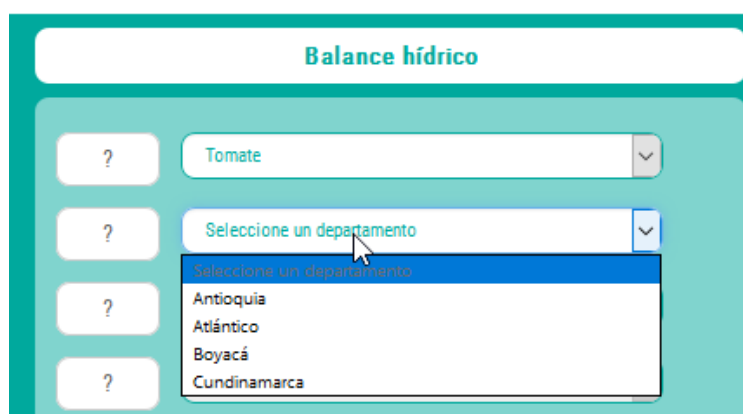 Balance hídrico
? Tomate
? Seleccione un departamento
Seleccione un departamento
? Antioquia
Atlántico
Boyacá
? Cundinamarca